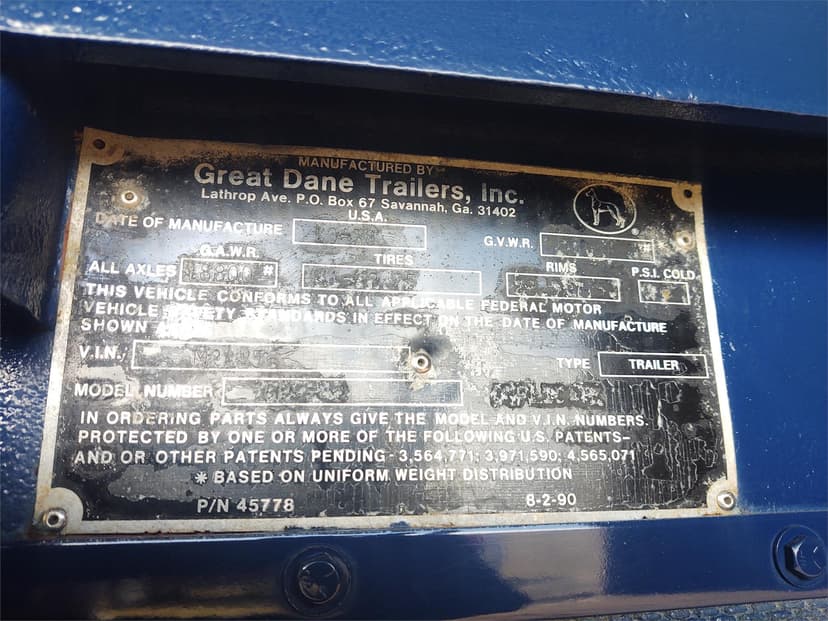 MANUFACTURED BY
Great Dane Trailers, Inc.
Lathrop Ave. P.O. Box 67 Savannah, Ga. 31402
U.S.A.
DATE OF MANUFACTURE G.V.W.R. #
G.A.W.R. TIRES RIMS P.S.I. COLD
ALL AXLES #
THIS VEHICLE CONFORMS TO ALL APPLICABLE FEDERAL MOTOR
VEHICLE SAFETY STANDARDS IN EFFECT ON THE DATE OF MANUFACTURE
SHOWN
V.I.N. TYPE TRAILER
MODEL NUMBER
IN ORDERING PARTS ALWAYS GIVE THE MODEL AND V.I.N. NUMBERS.
PROTECTED BY ONE OR MORE OF THE FOLLOWING U.S. PATENTS-
AND OR OTHER PATENTS PENDING - 3,564,771; 3,971,590; 4,565,071
* BASED ON UNIFORM WEIGHT DISTRIBUTION
P/N 45778 8-2-90